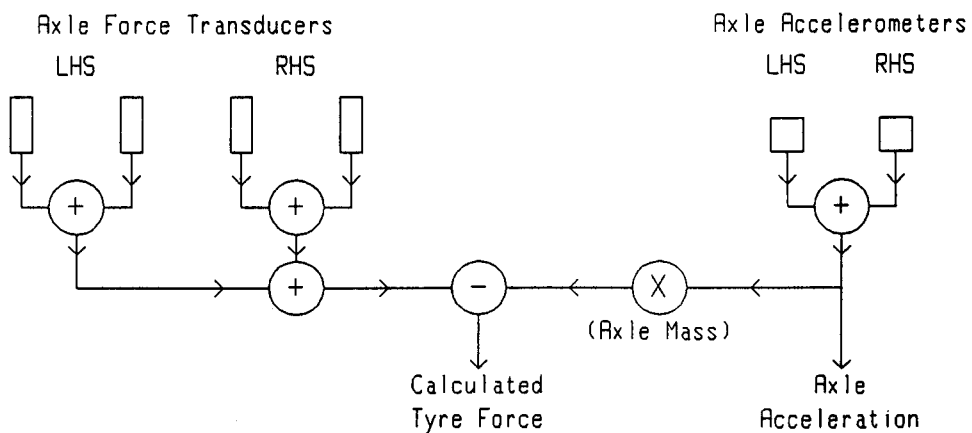 Axle Force Transducers
LHS RHS
Axle Accelerometers
LHS RHS
+ + +
+ - X
(Axle Mass)
Calculated
Tyre Force
Axle
Acceleration